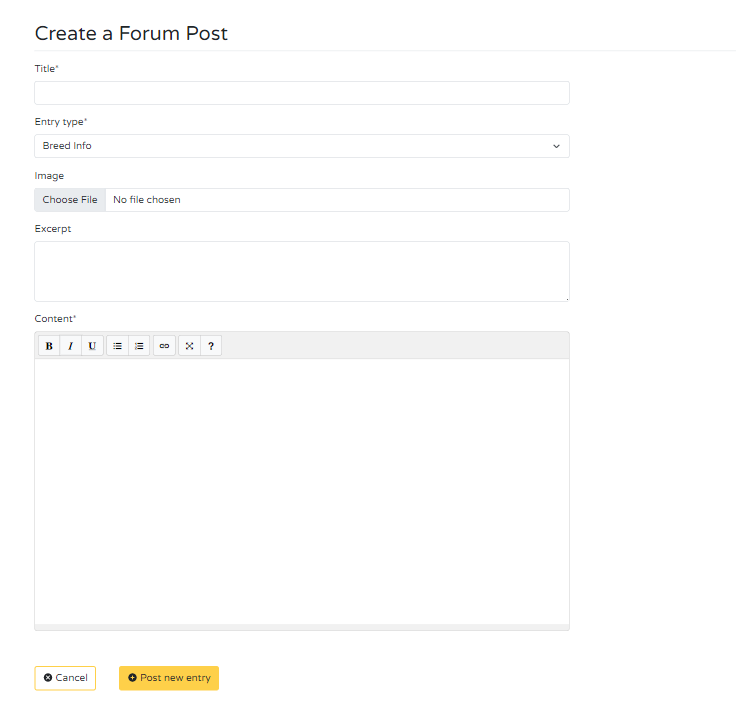 Create a Forum Post
Title*
Entry type*
Breed Info
Image
Choose File No file chosen
Excerpt
Content*
B I U ?
Cancel Post new entry